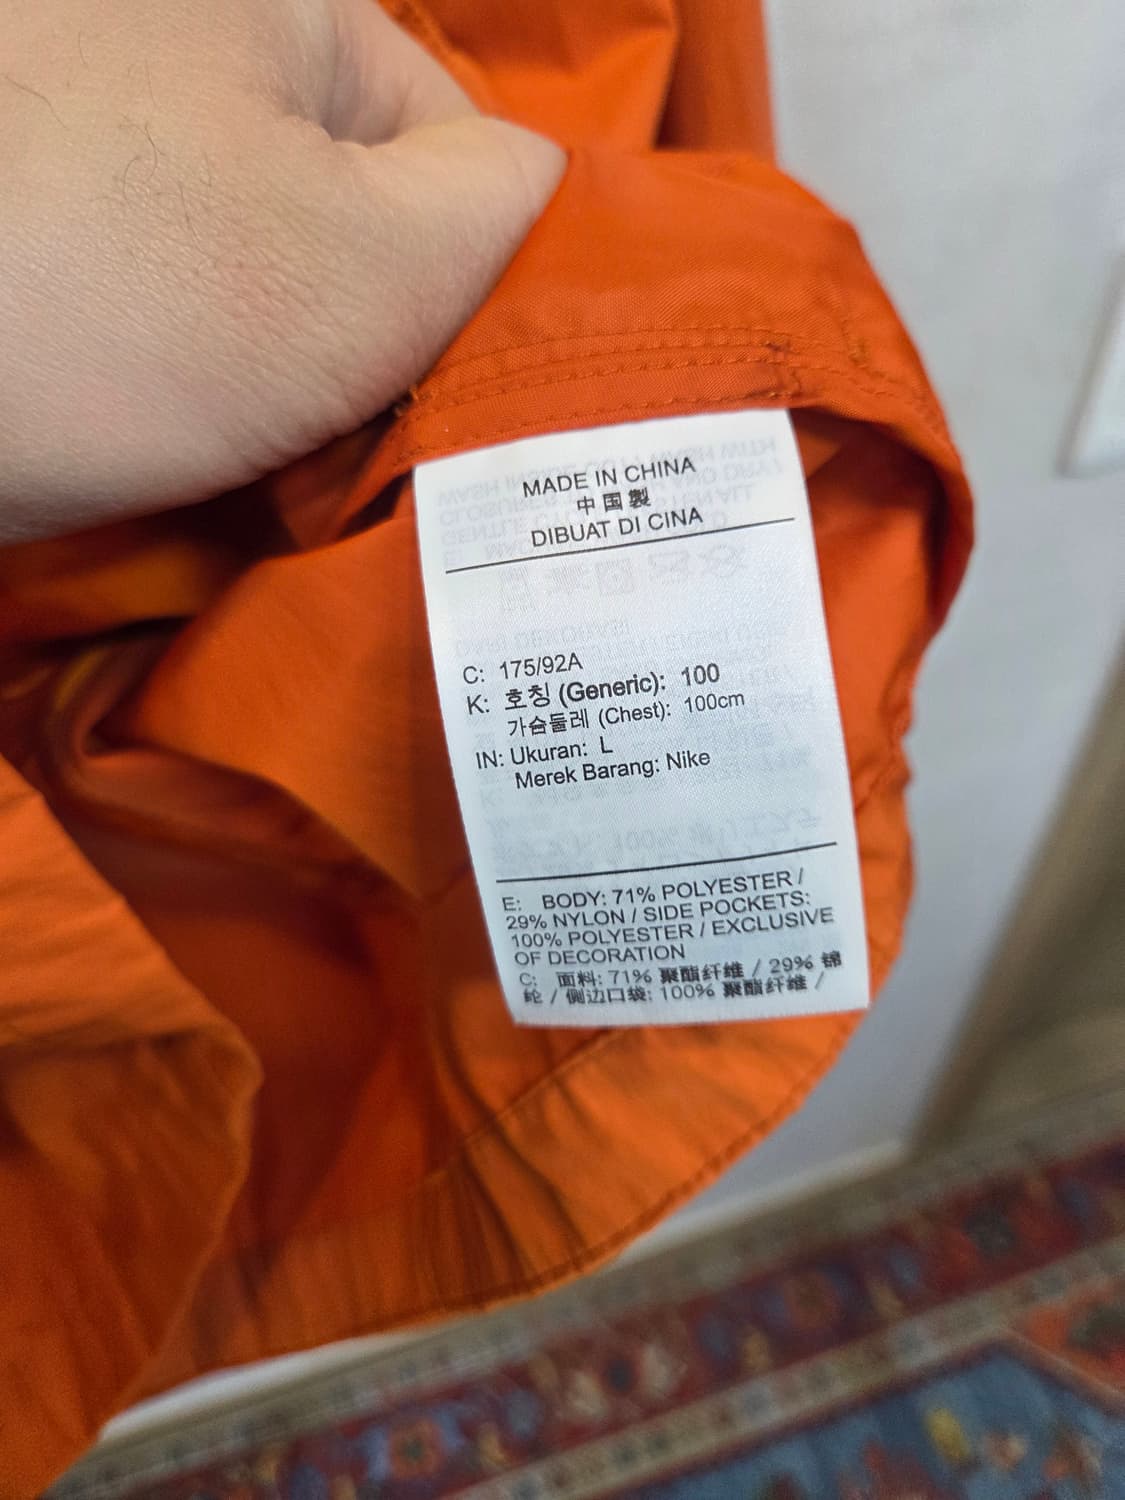 MADE IN CHINA
中国製
DIBUAT DI CINA
C: 175/92A
K: 호칭 (Generic): 100
가슴둘레 (Chest): 100cm
IN: Ukuran: L
Merek Barang: Nike
E: BODY: 71% POLYESTER /
29% NYLON / SIDE POCKETS:
100% POLYESTER / EXCLUSIVE
OF DECORATION
C: 面料: 71% 聚酯纤维 / 29% 锦
纶 / 侧边口袋: 100% 聚酯纤维 /